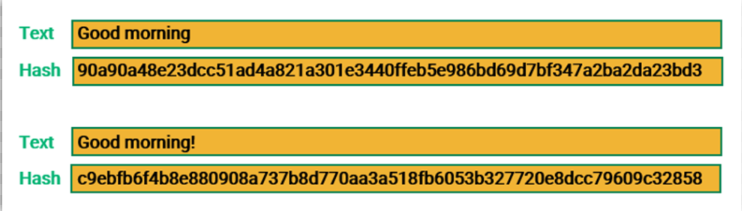 Text Good morning
Hash 90a90a48e23dcc51ad4a821a301e3440ffeb5e986bd69d7bf347a2ba2da23bd3
Text Good morning!
Hash c9ebfb6f4b8e880908a737b8d770aa3a518fb6053b327720e8dcc79609c32858